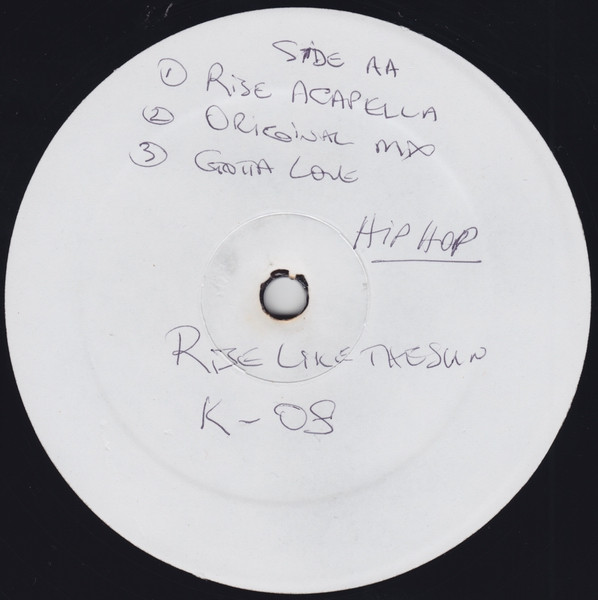 SIDE AA
① RISE ACAPELLA
② ORIGINAL MIX
③ GOTTA LOVE
HIP HOP
RISE LIKE THE SUN
K-OS